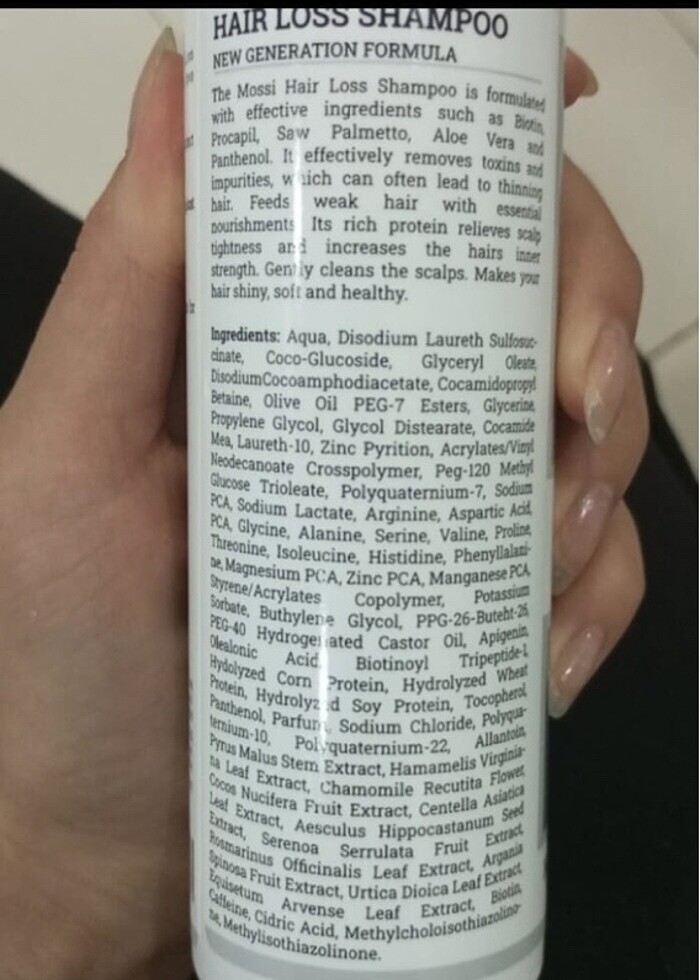 HAIR LOSS SHAMPOO
NEW GENERATION FORMULA
The Mossi Hair Loss Shampoo is formulated
with effective ingredients such as Biotin,
Procapil, Saw Palmetto, Aloe Vera and
Panthenol. It effectively removes toxins and
impurities, which can often lead to thinning
hair. Feeds weak hair with essential
nourishments. Its rich protein relieves scalp
tightness and increases the hairs inner
strength. Gently cleans the scalps. Makes your
hair shiny, soft and healthy.
Ingredients: Aqua, Disodium Laureth Sulfosuc-
cinate, Coco-Glucoside, Glyceryl Oleate,
DisodiumCocoamphodiacetate, Cocamidopropyl
Betaine, Olive Oil PEG-7 Esters, Glycerine,
Propylene Glycol, Glycol Distearate, Cocamide
Mea, Laureth-10, Zinc Pyrition, Acrylates/Vinyl
Neodecanoate Crosspolymer, Peg-120 Methyl
Glucose Trioleate, Polyquaternium-7, Sodium
PCA, Sodium Lactate, Arginine, Aspartic Acid,
PCA, Glycine, Alanine, Serine, Valine, Proline,
Threonine, Isoleucine, Histidine, Phenyllalani-
ne, Magnesium PCA, Zinc PCA, Manganese PCA,
Styrene/Acrylates Copolymer, Potassium
Sorbate, Buthylene Glycol, PPG-26-Buteht-26,
PEG-40 Hydrogenated Castor Oil, Apigenin,
Olealonic Acid, Biotinoyl Tripeptide-1,
Hydolyzed Corn Protein, Hydrolyzed Wheat
Protein, Hydrolyzed Soy Protein, Tocopherol,
Panthenol, Parfum, Sodium Chloride, Polyqua-
ternium-10, Polyquaternium-22, Allantoin,
Pyrus Malus Stem Extract, Hamamelis Virginia-
na Leaf Extract, Chamomile Recutita Flower,
Cocos Nucifera Fruit Extract, Centella Asiatica
Leaf Extract, Aesculus Hippocastanum Seed
Extract, Serenoa Serrulata Fruit Extract,
Rosmarinus Officinalis Leaf Extract, Argania
Spinosa Fruit Extract, Urtica Dioica Leaf Extract,
Equisetum Arvense Leaf Extract, Biotin,
Caffeine, Cidric Acid, Methylcholoisothiazolino-
ne, Methylisothiazolinone.